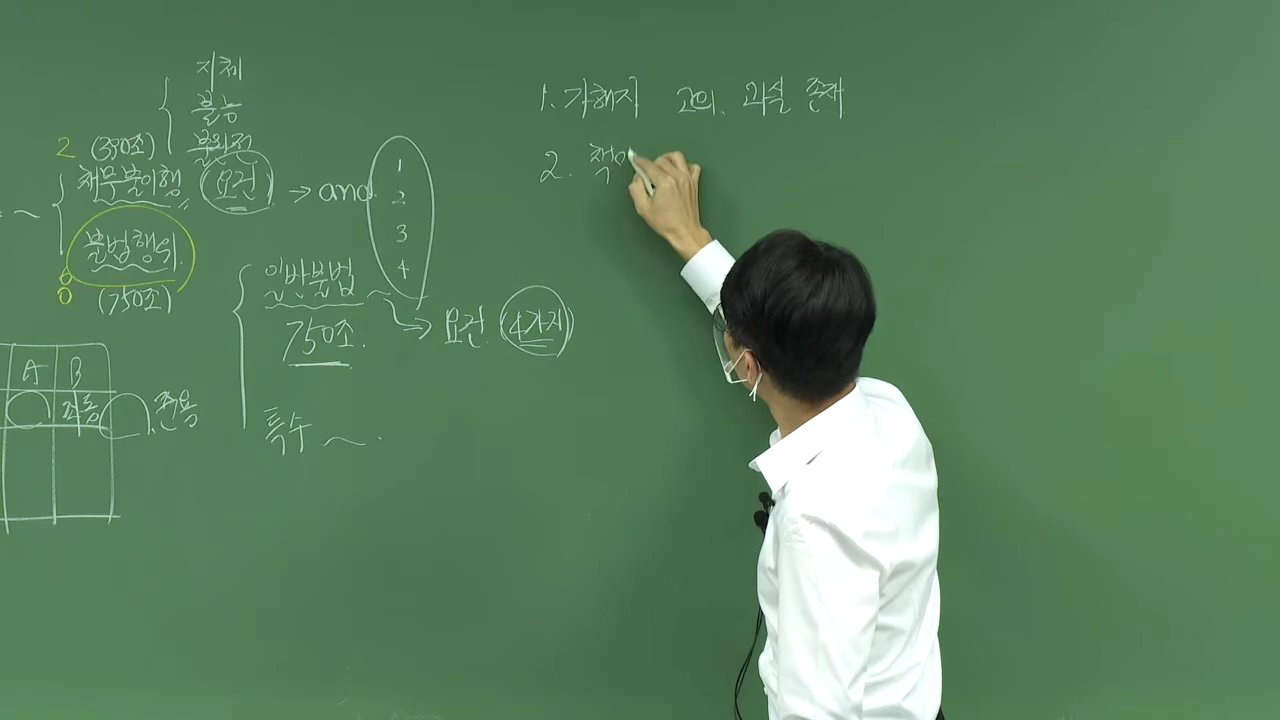 지체
불능
2 (390조) 불완전
채무불이행 요건 → and 1
2
3
4
불법행위
(750조)
일반불법
750조. → 요건 4가지
특수 ~
A B
1. 가해자 고의. 과실 존재
2. 책